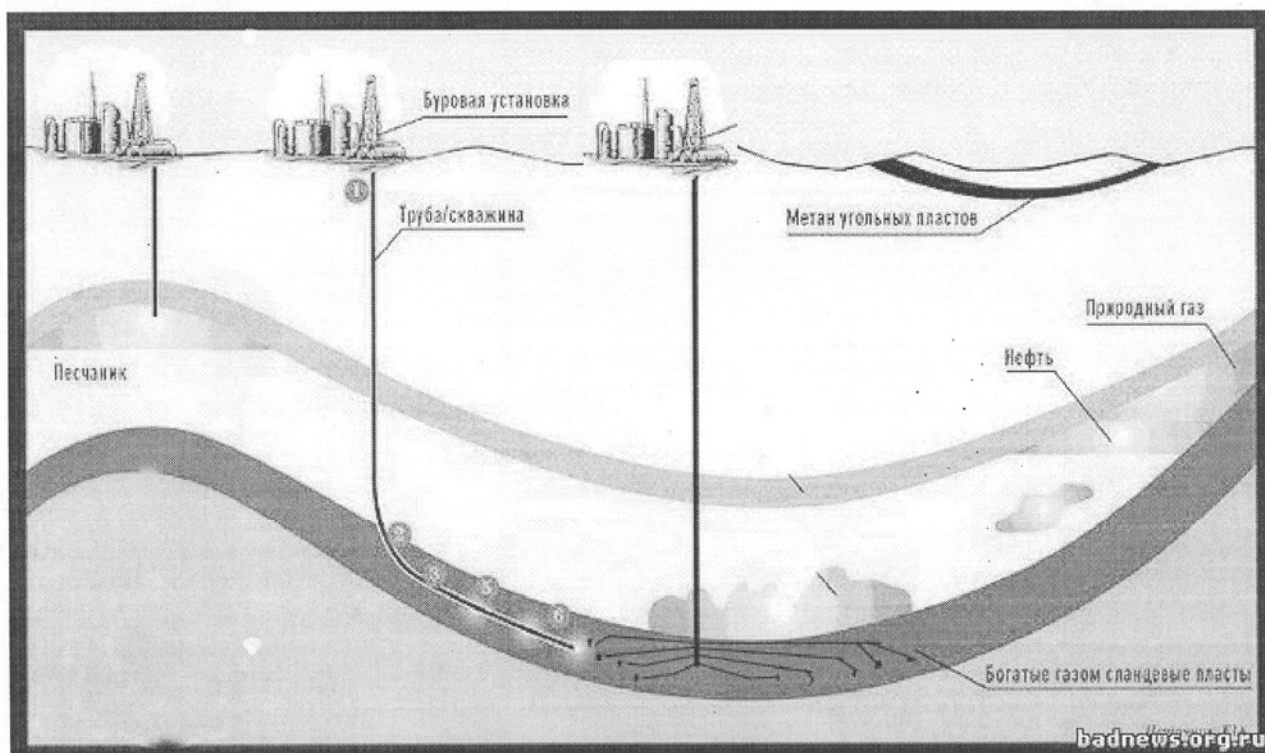 Буровая установка
Труба/скважина
Метан угольных пластов
Природный газ
Нефть
Песчаник
Богатые газом сланцевые пласты
badnews.org.ru